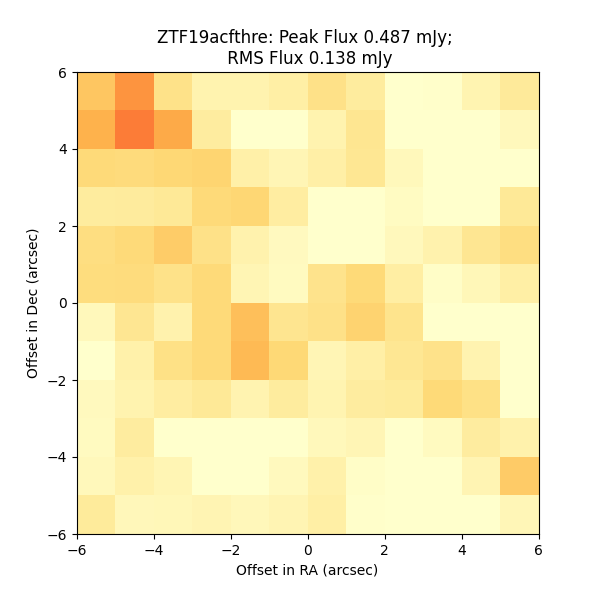 ZTF19acfthre: Peak Flux 0.487 mJy;
RMS Flux 0.138 mJy
6
4
2
0
−2
−4
−6
Offset in Dec (arcsec)
−6 −4 −2 0 2 4 6
Offset in RA (arcsec)